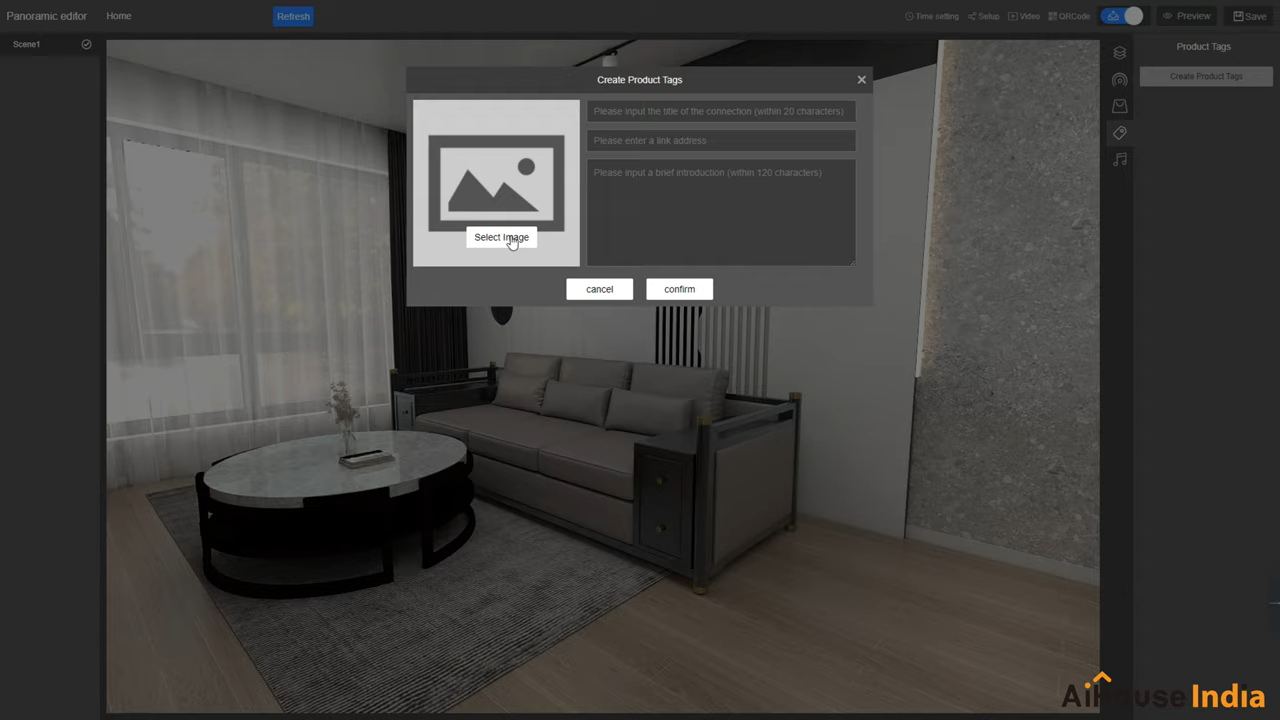 Panoramic editor Home Refresh Time setting Setup Video QRCode Preview Save
Scene1
Product Tags
Create Product Tags
Create Product Tags
Please input the title of the connection (within 20 characters)
Please enter a link address
Please input a brief introduction (within 120 characters)
Select Image
cancel confirm
AiHouse India